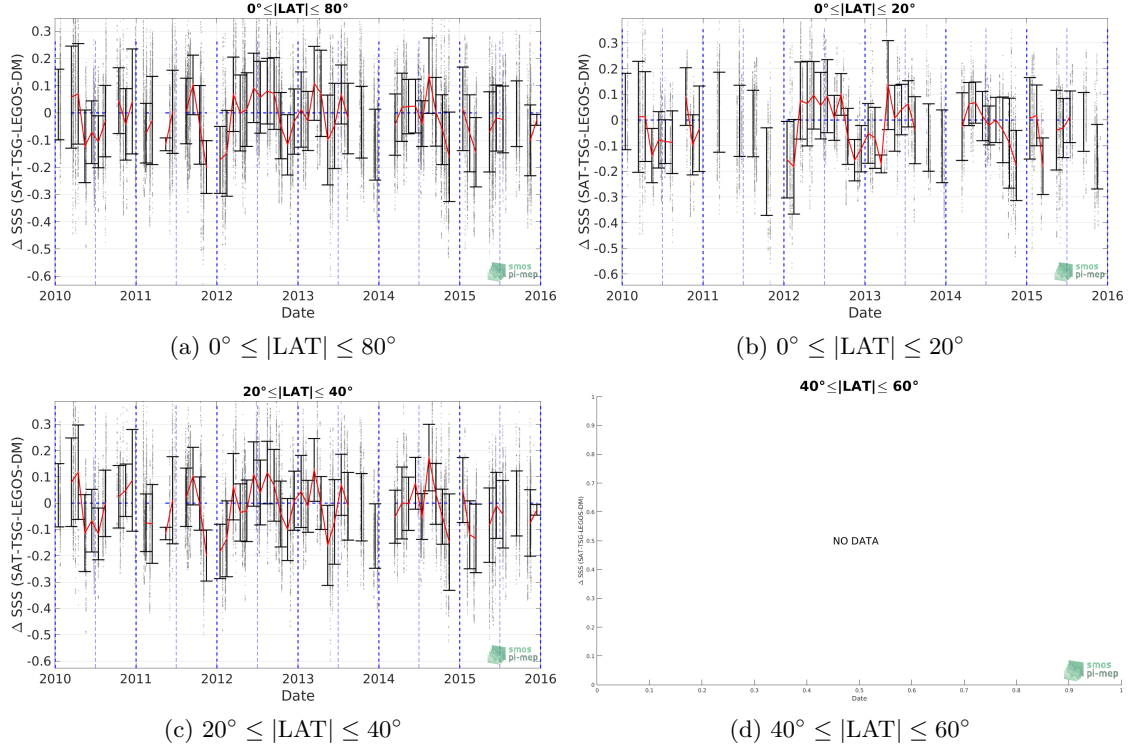 0°≤|LAT|≤ 80°
Δ SSS (SAT-TSG-LEGOS-DM)
0.3
0.2
0.1
0
-0.1
-0.2
-0.3
-0.4
-0.5
-0.6
2010 2011 2012 2013 2014 2015 2016
Date
smos
pi-mep
(a) 0° ≤ |LAT| ≤ 80°
0°≤|LAT|≤ 20°
Δ SSS (SAT-TSG-LEGOS-DM)
0.3
0.2
0.1
0
-0.1
-0.2
-0.3
-0.4
-0.5
-0.6
2010 2011 2012 2013 2014 2015 2016
Date
smos
pi-mep
(b) 0° ≤ |LAT| ≤ 20°
20°≤|LAT|≤ 40°
Δ SSS (SAT-TSG-LEGOS-DM)
0.3
0.2
0.1
0
-0.1
-0.2
-0.3
-0.4
-0.5
-0.6
2010 2011 2012 2013 2014 2015 2016
Date
smos
pi-mep
(c) 20° ≤ |LAT| ≤ 40°
40°≤|LAT|≤ 60°
Δ SSS (SAT-TSG-LEGOS-DM)
1
0.9
0.8
0.7
0.6
0.5
0.4
0.3
0.2
0.1
0
NO DATA
0 0.1 0.2 0.3 0.4 0.5 0.6 0.7 0.8 0.9 1
Date
smos
pi-mep
(d) 40° ≤ |LAT| ≤ 60°